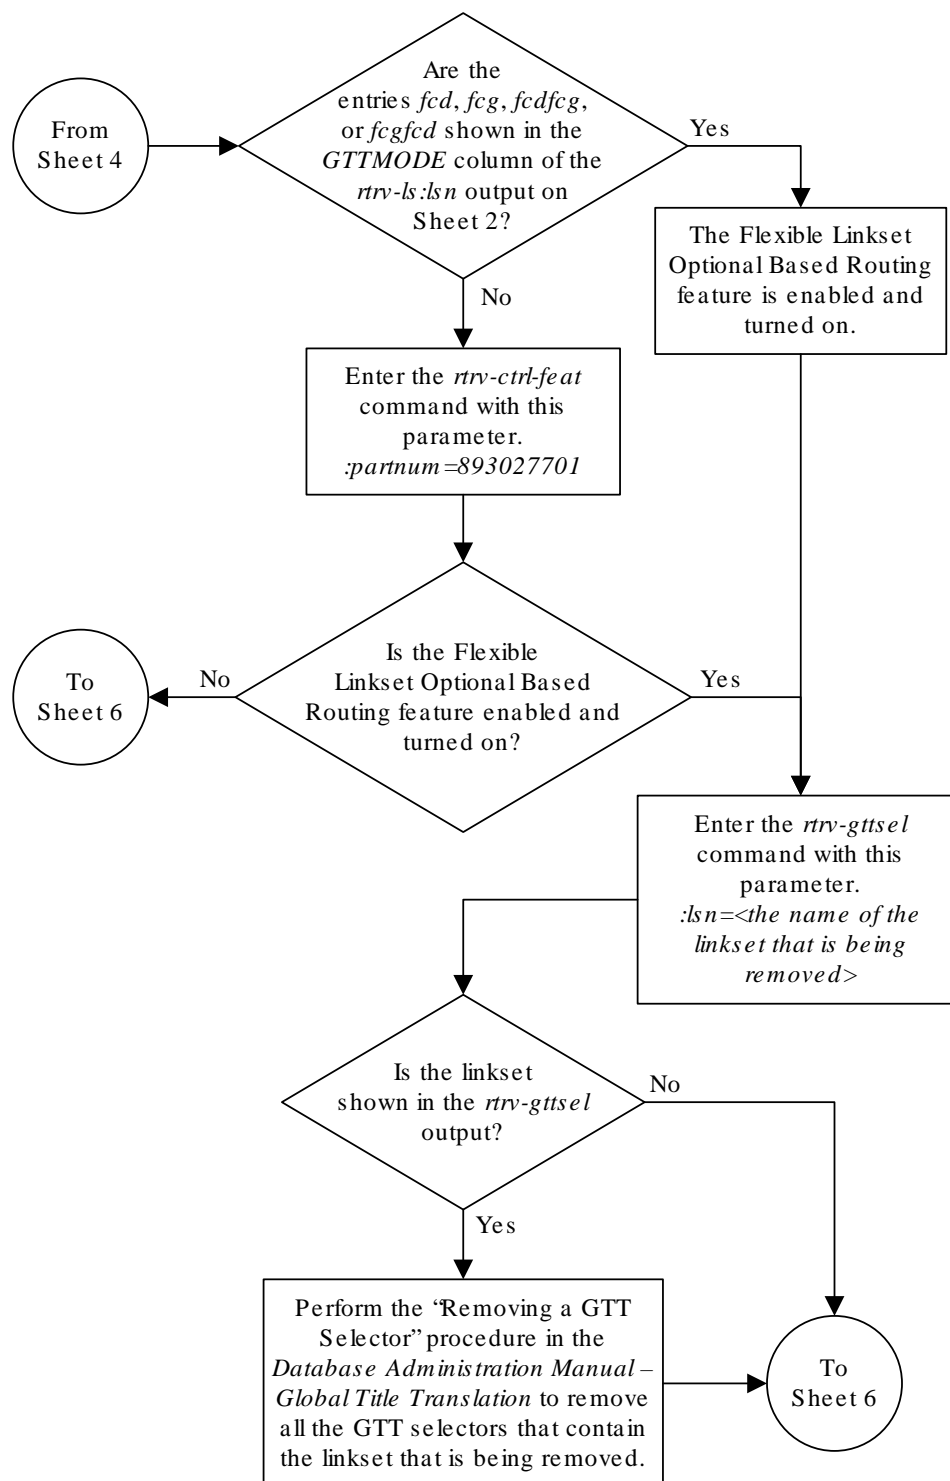 From
Sheet 4
Are the
entries fcd, fcg, fcdfcg,
or fcgfcd shown in the
GTTMODE column of the
rtrv-ls:lsn output on
Sheet 2?
Yes
The Flexible Linkset
Optional Based Routing
feature is enabled and
turned on.
No
Enter the rtrv-ctrl-feat
command with this
parameter.
:partnum=893027701
To
Sheet 6
No
Is the Flexible
Linkset Optional Based
Routing feature enabled and
turned on?
Yes
Enter the rtrv-gttsel
command with this
parameter.
:lsn=<the name of the
linkset that is being
removed>
Is the linkset
shown in the rtrv-gttsel
output?
No
Yes
Perform the “Removing a GTT
Selector” procedure in the
Database Administration Manual –
Global Title Translation to remove
all the GTT selectors that contain
the linkset that is being removed.
To
Sheet 6